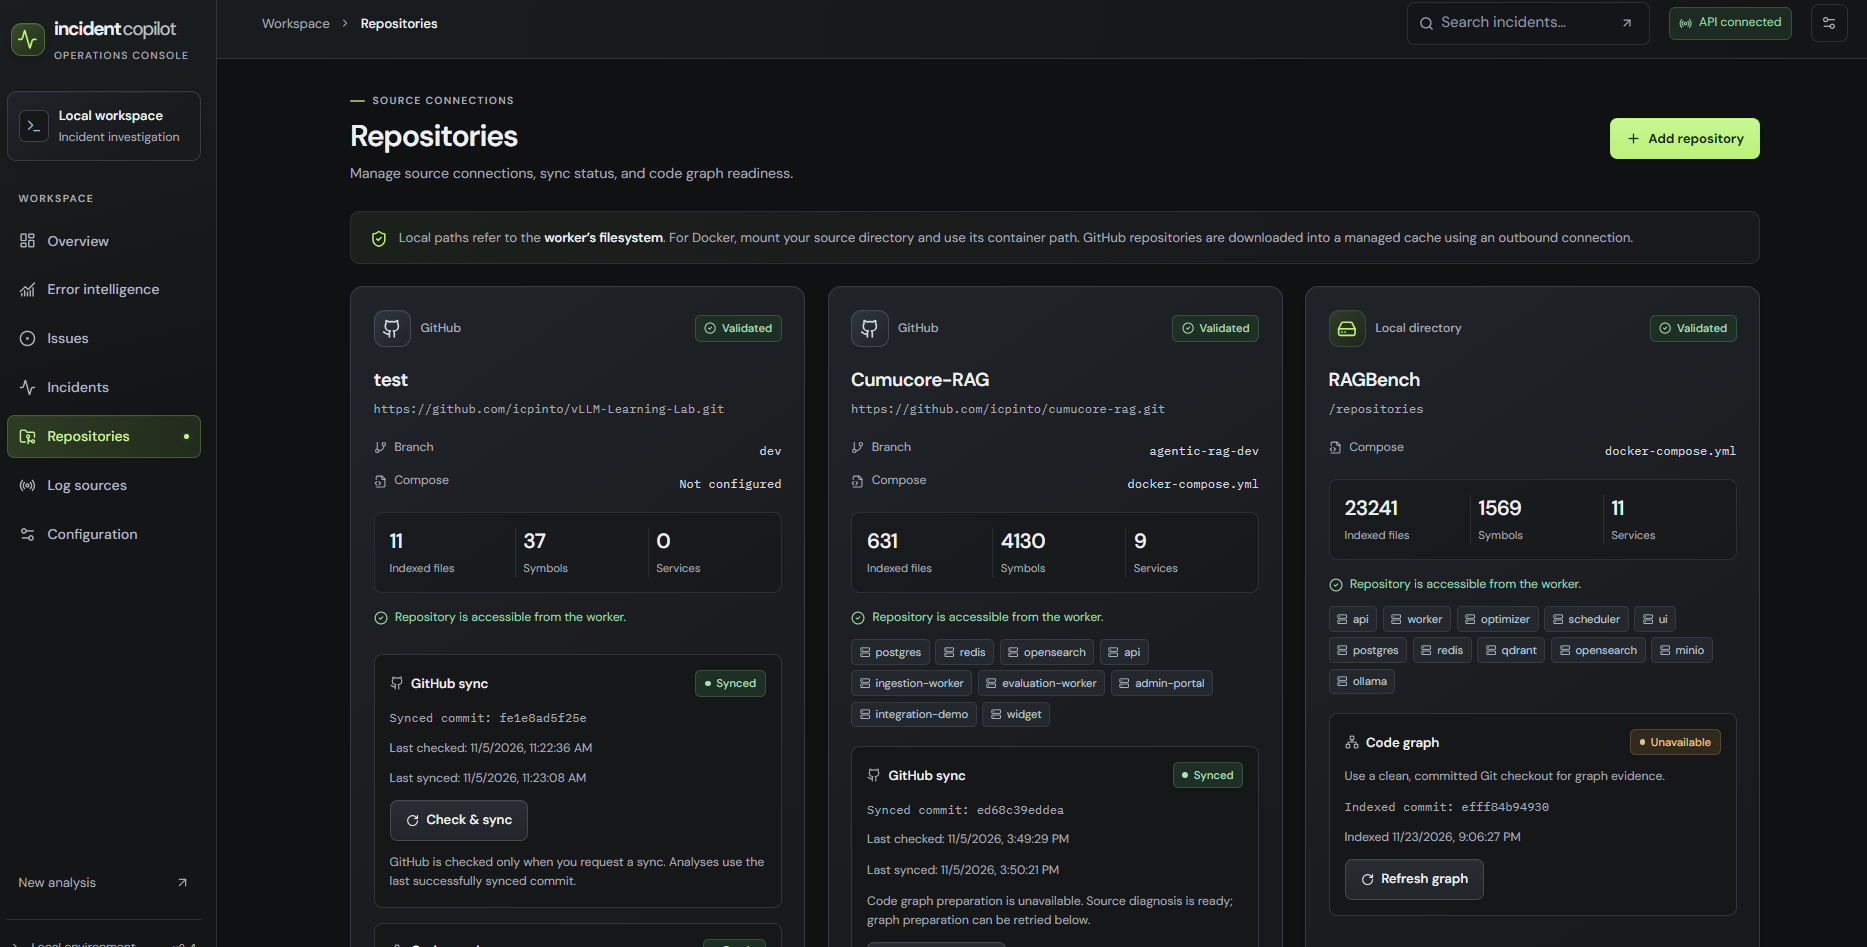 incidentcopilot
OPERATIONS CONSOLE
Local workspace
Incident investigation
WORKSPACE
Overview
Error intelligence
Issues
Incidents
Repositories
Log sources
Configuration
New analysis
Local environment
Workspace > Repositories
Search incidents...
API connected
SOURCE CONNECTIONS
Repositories
Manage source connections, sync status, and code graph readiness.
+ Add repository
Local paths refer to the worker's filesystem. For Docker, mount your source directory and use its container path. GitHub repositories are downloaded into a managed cache using an outbound connection.
GitHub
Validated
test
https://github.com/icpinto/vLLM-Learning-Lab.git
Branch dev
Compose Not configured
11 37 0
Indexed files Symbols Services
Repository is accessible from the worker.
GitHub sync
Synced
Synced commit: fe1e8ad5f25e
Last checked: 11/5/2026, 11:22:36 AM
Last synced: 11/5/2026, 11:23:08 AM
Check & sync
GitHub is checked only when you request a sync. Analyses use the
last successfully synced commit.
GitHub
Validated
Cumucore-RAG
https://github.com/icpinto/cumucore-rag.git
Branch agentic-rag-dev
Compose docker-compose.yml
631 4130 9
Indexed files Symbols Services
Repository is accessible from the worker.
postgres redis opensearch api
ingestion-worker evaluation-worker admin-portal
integration-demo widget
GitHub sync
Synced
Synced commit: ed68c39eddea
Last checked: 11/5/2026, 3:49:29 PM
Last synced: 11/5/2026, 3:50:21 PM
Code graph preparation is unavailable. Source diagnosis is ready;
graph preparation can be retried below.
Local directory
Validated
RAGBench
/repositories
Compose docker-compose.yml
23241 1569 11
Indexed files Symbols Services
Repository is accessible from the worker.
api worker optimizer scheduler ui
postgres redis qdrant opensearch minio
ollama
Code graph
Unavailable
Use a clean, committed Git checkout for graph evidence.
Indexed commit: efff84b94930
Indexed 11/23/2026, 9:06:27 PM
Refresh graph